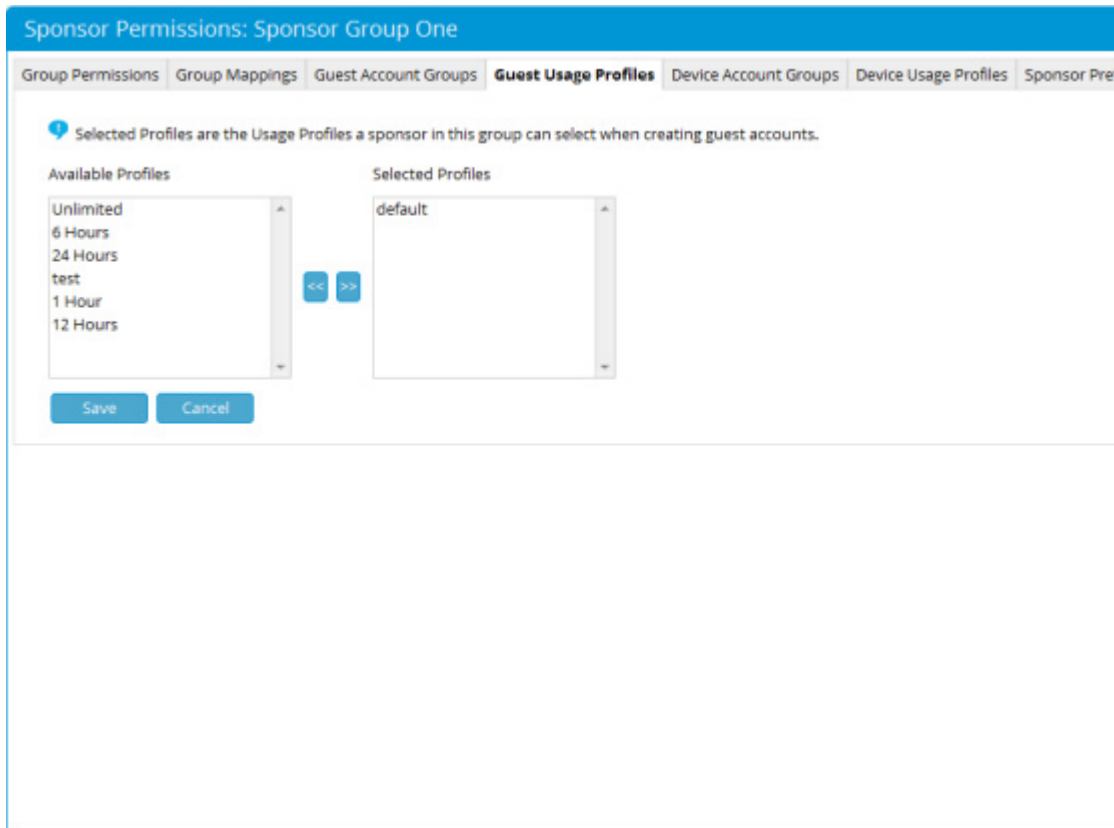 Sponsor Permissions: Sponsor Group One
Group Permissions Group Mappings Guest Account Groups Guest Usage Profiles Device Account Groups Device Usage Profiles Sponsor Pre
Selected Profiles are the Usage Profiles a sponsor in this group can select when creating guest accounts.
Available Profiles Selected Profiles
Unlimited default
6 Hours
24 Hours
test
<< >>
1 Hour
12 Hours
Save Cancel